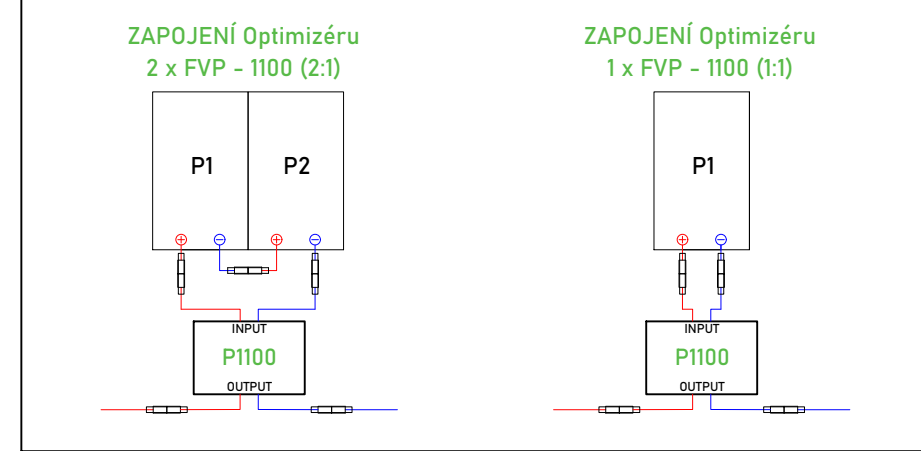 ZAPOJENÍ Optimizéru
2 x FVP - 1100 (2:1)
P1
P2
+
−
+
−
INPUT
P1100
OUTPUT
ZAPOJENÍ Optimizéru
1 x FVP - 1100 (1:1)
P1
+
−
INPUT
P1100
OUTPUT